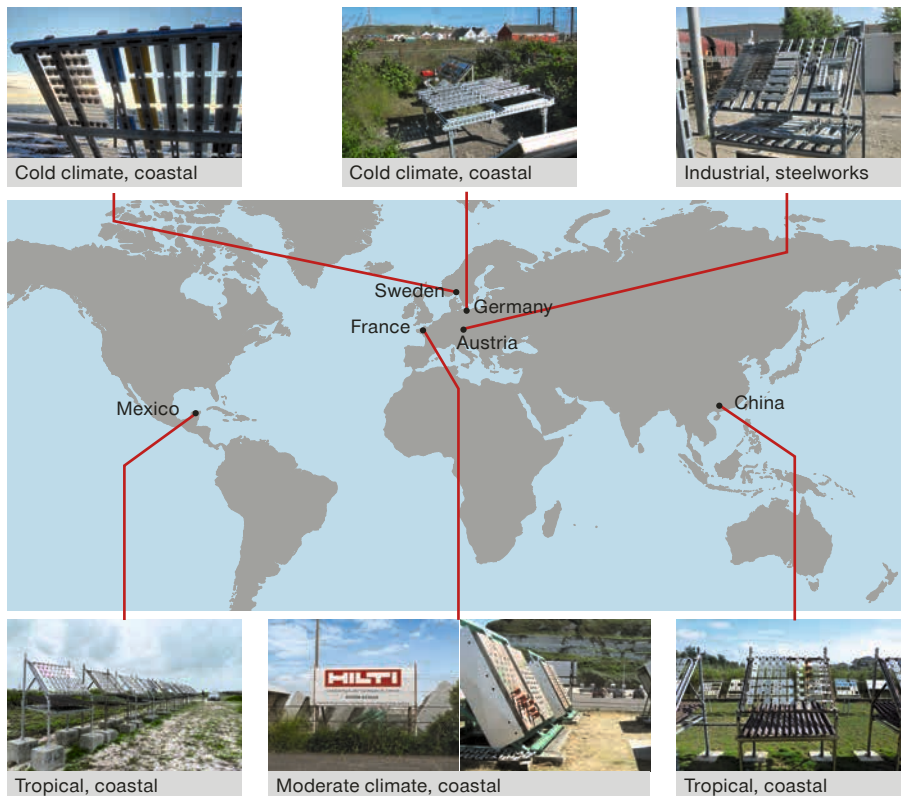 Cold climate, coastal
Cold climate, coastal
Industrial, steelworks
Sweden
Germany
France
Austria
Mexico
China
HILTI
Tropical, coastal
Moderate climate, coastal
Tropical, coastal